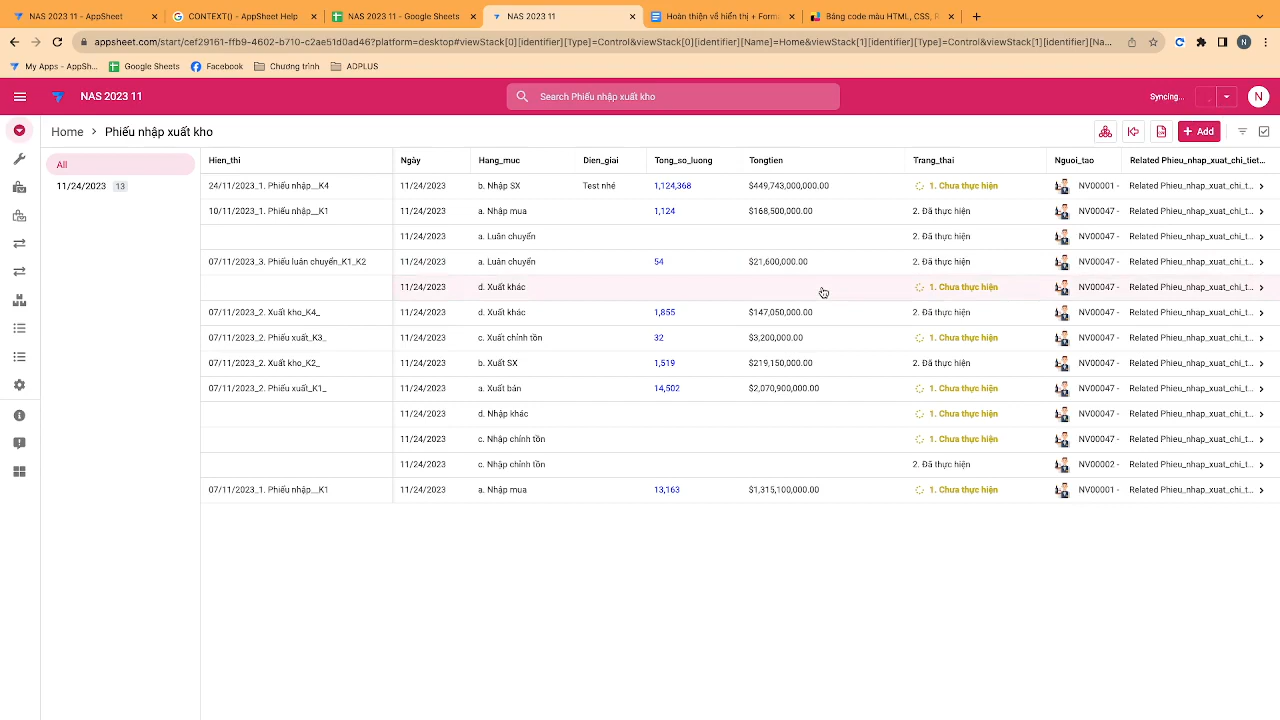 NAS 2023 11 - AppSheet
CONTEXT() - AppSheet Help
NAS 2023 11 - Google Sheets
NAS 2023 11
Hoàn thiện về hiển thị + Form
Bảng code màu HTML, CSS, R
appsheet.com/start/cef29161-ffb9-4602-b710-c2ae51d0ad46?platform=desktop#viewStack[0][identifier][Type]=Control&viewStack[0][identifier][Name]=Home&viewStack[1][identifier][Type]=Control&viewStack[1][identifier][Na...
N
My Apps - AppSh...
Google Sheets
Facebook
Chương trình
ADPLUS
NAS 2023 11
Search Phiếu nhập xuất kho
Syncing...
N
Home > Phiếu nhập xuất kho
+ Add
All
11/24/2023 13
Hien_thi Ngày Hang_muc Dien_giai Tong_so_luong Tongtien Trang_thai Nguoi_tao Related Phieu_nhap_xuat_chi_tiet...
24/11/2023_1. Phiếu nhập__K4 11/24/2023 b. Nhập SX Test nhé 1,124,368 $449,743,000,000.00 1. Chưa thực hiện NV00001 - Related Phieu_nhap_xuat_chi_t...
10/11/2023_1. Phiếu nhập__K1 11/24/2023 a. Nhập mua 1,124 $168,500,000.00 2. Đã thực hiện NV00047 - Related Phieu_nhap_xuat_chi_t...
11/24/2023 a. Luân chuyển 2. Đã thực hiện NV00047 - Related Phieu_nhap_xuat_chi_t...
07/11/2023_3. Phiếu luân chuyển_K1_K2 11/24/2023 a. Luân chuyển 54 $21,600,000.00 2. Đã thực hiện NV00047 - Related Phieu_nhap_xuat_chi_t...
11/24/2023 d. Xuất khác 1. Chưa thực hiện NV00047 - Related Phieu_nhap_xuat_chi_t...
07/11/2023_2. Xuất kho_K4_ 11/24/2023 d. Xuất khác 1,855 $147,050,000.00 2. Đã thực hiện NV00047 - Related Phieu_nhap_xuat_chi_t...
07/11/2023_2. Phiếu xuất_K3_ 11/24/2023 c. Xuất chỉnh tồn 32 $3,200,000.00 1. Chưa thực hiện NV00047 - Related Phieu_nhap_xuat_chi_t...
07/11/2023_2. Xuất kho_K2_ 11/24/2023 b. Xuất SX 1,519 $219,150,000.00 2. Đã thực hiện NV00047 - Related Phieu_nhap_xuat_chi_t...
07/11/2023_2. Phiếu xuất_K1_ 11/24/2023 a. Xuất bán 14,502 $2,070,900,000.00 1. Chưa thực hiện NV00047 - Related Phieu_nhap_xuat_chi_t...
11/24/2023 d. Nhập khác 1. Chưa thực hiện NV00047 - Related Phieu_nhap_xuat_chi_t...
11/24/2023 c. Nhập chỉnh tồn 1. Chưa thực hiện NV00047 - Related Phieu_nhap_xuat_chi_t...
11/24/2023 c. Nhập chỉnh tồn 2. Đã thực hiện NV00002 - Related Phieu_nhap_xuat_chi_t...
07/11/2023_1. Phiếu nhập__K1 11/24/2023 a. Nhập mua 13,163 $1,315,100,000.00 1. Chưa thực hiện NV00001 - Related Phieu_nhap_xuat_chi_t...